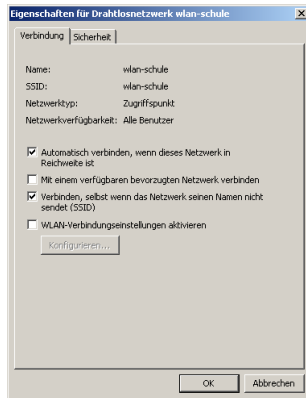 Eigenschaften für Drahtlosnetzwerk wlan-schule
Verbindung Sicherheit
Name: wlan-schule
SSID: wlan-schule
Netzwerktyp: Zugriffspunkt
Netzwerkverfügbarkeit: Alle Benutzer
Automatisch verbinden, wenn dieses Netzwerk in
Reichweite ist
Mit einem verfügbaren bevorzugten Netzwerk verbinden
Verbinden, selbst wenn das Netzwerk seinen Namen nicht
sendet (SSID)
WLAN-Verbindungseinstellungen aktivieren
Konfigurieren...
OK Abbrechen